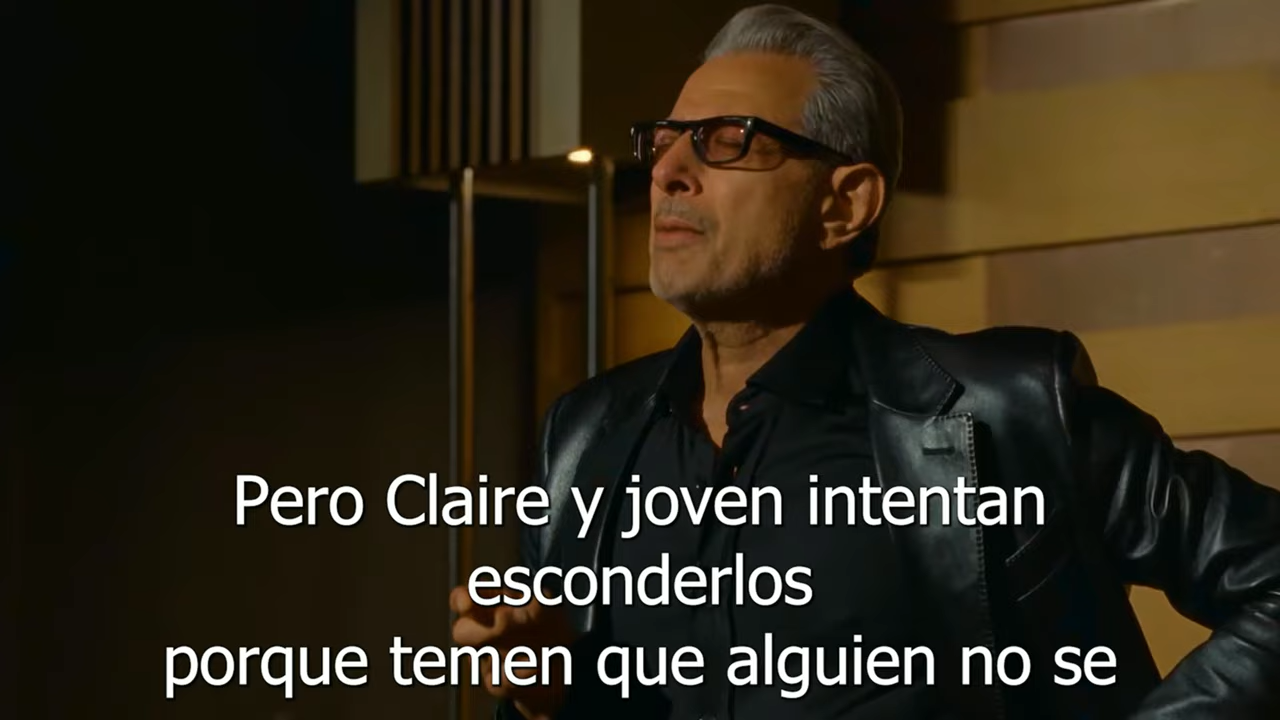 Pero Claire y joven intentan
esconderlos
porque temen que alguien no se